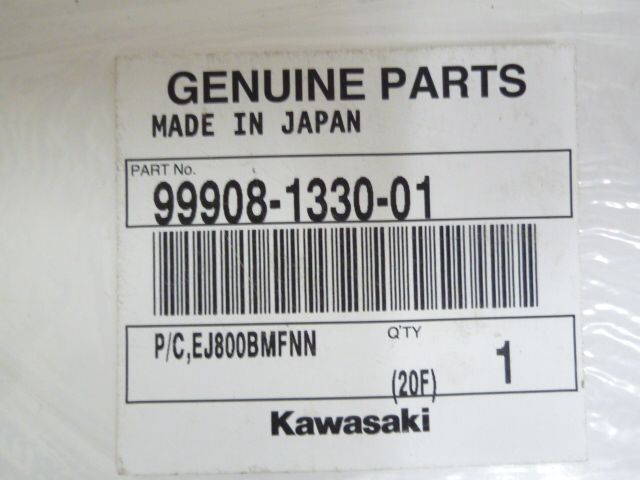 GENUINE PARTS
MADE IN JAPAN
PART No.
99908-1330-01
P/C,EJ800BMFNN
Q'TY
(20F) 1
Kawasaki